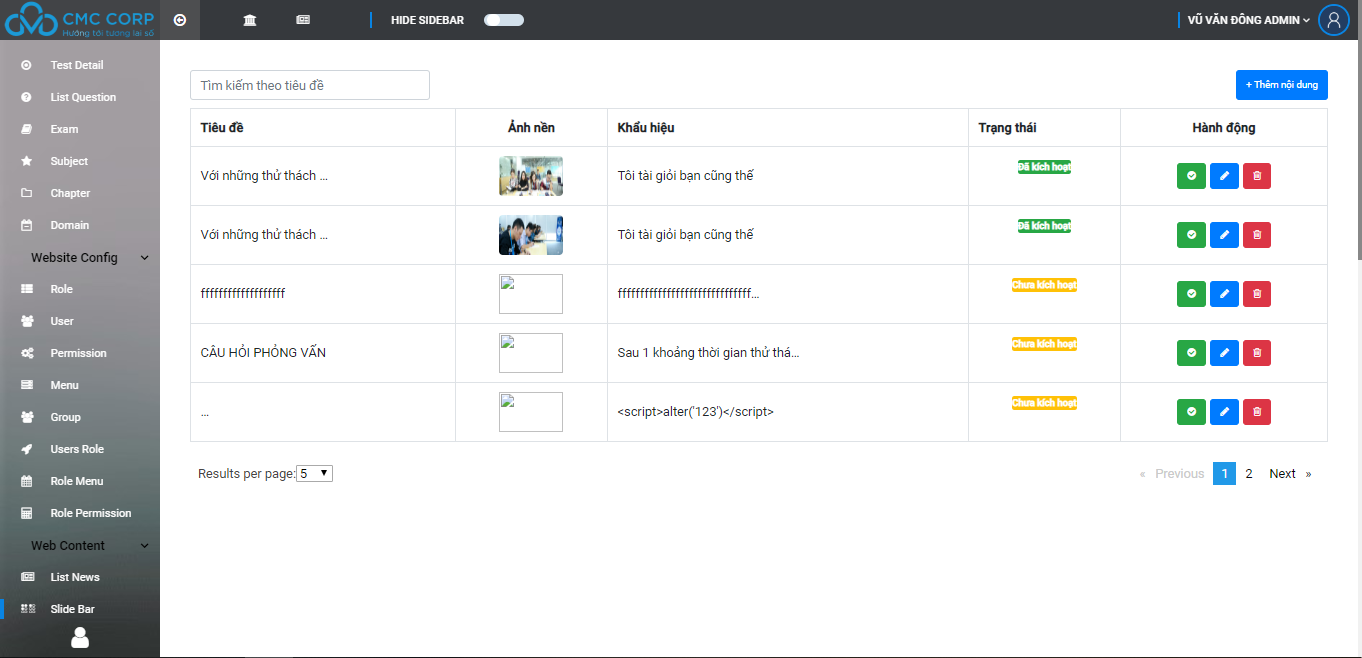 CMC CORP
Hướng tới tương lai số
HIDE SIDEBAR
VŨ VĂN ĐÔNG ADMIN
Test Detail
List Question
Exam
Subject
Chapter
Domain
Website Config
Role
User
Permission
Menu
Group
Users Role
Role Menu
Role Permission
Web Content
List News
Slide Bar
Tìm kiếm theo tiêu đề
+ Thêm nội dung
Tiêu đề Ảnh nền Khẩu hiệu Trạng thái Hành động
Với những thử thách ... Tôi tài giỏi bạn cũng thế Đã kích hoạt
Với những thử thách ... Tôi tài giỏi bạn cũng thế Đã kích hoạt
fffffffffffffffffff ffffffffffffffffffffffffffffff... Chưa kích hoạt
CÂU HỎI PHỎNG VẤN Sau 1 khoảng thời gian thử thá... Chưa kích hoạt
... <script>alter('123')</script> Chưa kích hoạt
Results per page: 5
« Previous 1 2 Next »